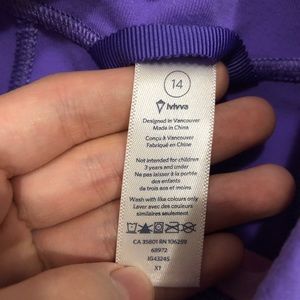 14
ivivva
Designed in Vancouver
Made in China
Conçu à Vancouver
Fabriqué en Chine
Not intended for children
3 years and under
Ne pas laisser à la portée
des enfants
de trois ans et moins
Wash with like colours only
Laver avec des couleurs
similaires seulement
CA 35801 RN 106259
68972
IG4324S
X1